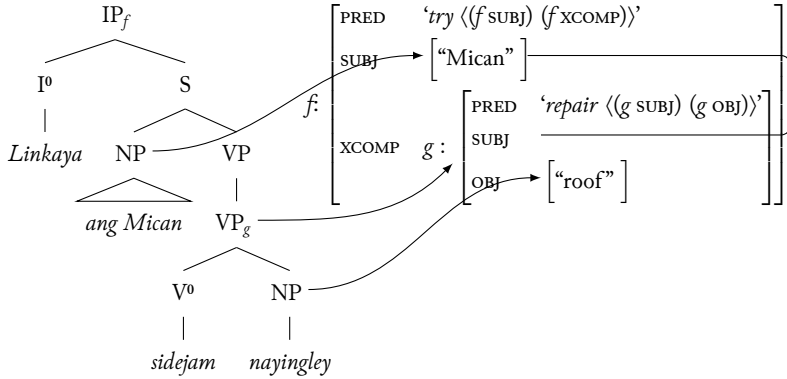 IP_f
PRED ‘try ⟨(f SUBJ) (f XCOMP)⟩’
SUBJ [“Mican”]
I⁰ S
f:
PRED ‘repair ⟨(g SUBJ) (g OBJ)⟩’
SUBJ
Linkaya NP VP
XCOMP g :
OBJ [“roof”]
ang Mican VP_g
V⁰ NP
sidejam nayingley